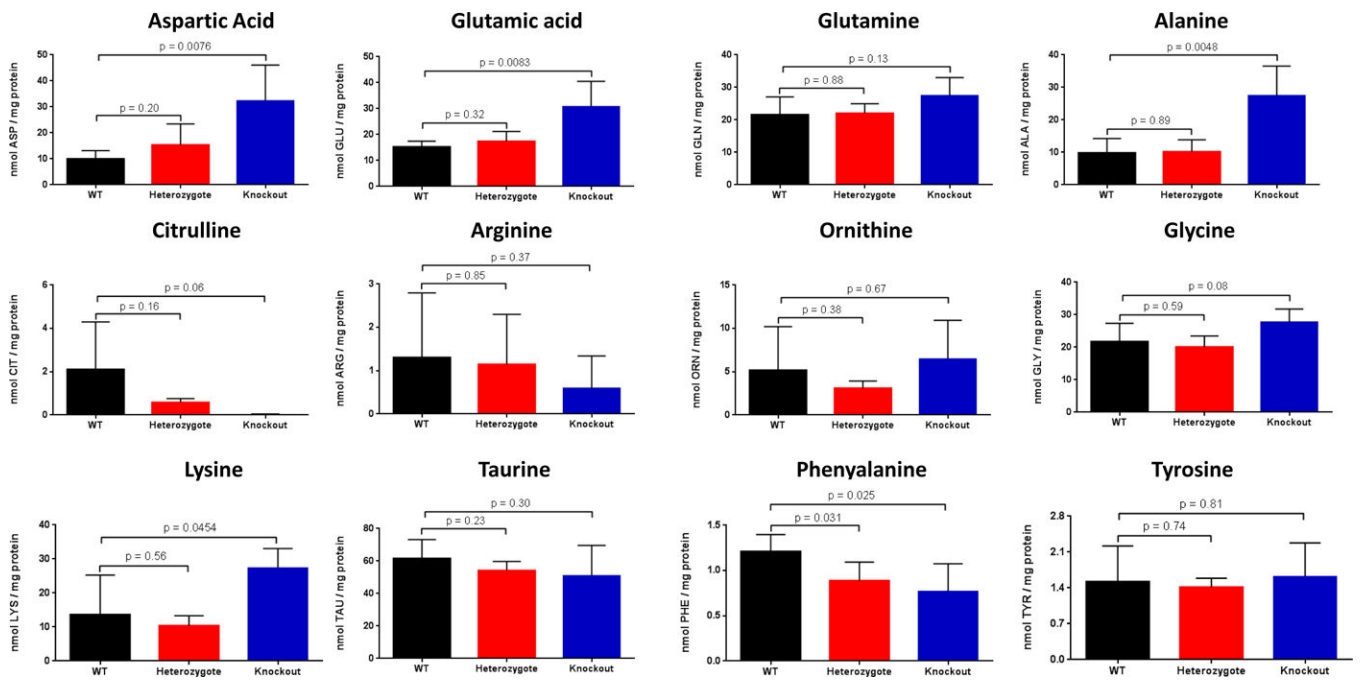 Aspartic Acid
nmol ASP / mg protein
50
40
30
20
10
0
p = 0.0076
p = 0.20
WT Heterozygote Knockout
Glutamic acid
nmol GLU / mg protein
50
40
30
20
10
0
p = 0.0083
p = 0.32
WT Heterozygote Knockout
Glutamine
nmol GLN / mg protein
40
30
20
10
0
p = 0.13
p = 0.88
WT Heterozygote Knockout
Alanine
nmol ALA / mg protein
40
30
20
10
0
p = 0.0048
p = 0.89
WT Heterozygote Knockout
Citrulline
nmol CIT / mg protein
6
4
2
0
p = 0.06
p = 0.16
WT Heterozygote Knockout
Arginine
nmol ARG / mg protein
3
2
1
0
p = 0.37
p = 0.85
WT Heterozygote Knockout
Ornithine
nmol ORN / mg protein
15
10
5
0
p = 0.67
p = 0.38
WT Heterozygote Knockout
Glycine
nmol GLY / mg protein
40
30
20
10
0
p = 0.08
p = 0.59
WT Heterozygote Knockout
Lysine
nmol LYS / mg protein
40
30
20
10
0
p = 0.0454
p = 0.56
WT Heterozygote Knockout
Taurine
nmol TAU / mg protein
80
60
40
20
0
p = 0.30
p = 0.23
WT Heterozygote Knockout
Phenyalanine
nmol PHE / mg protein
1.5
1.0
0.5
0.0
p = 0.025
p = 0.031
WT Heterozygote Knockout
Tyrosine
nmol TYR / mg protein
2.8
2.1
1.4
0.7
0.0
p = 0.81
p = 0.74
WT Heterozygote Knockout